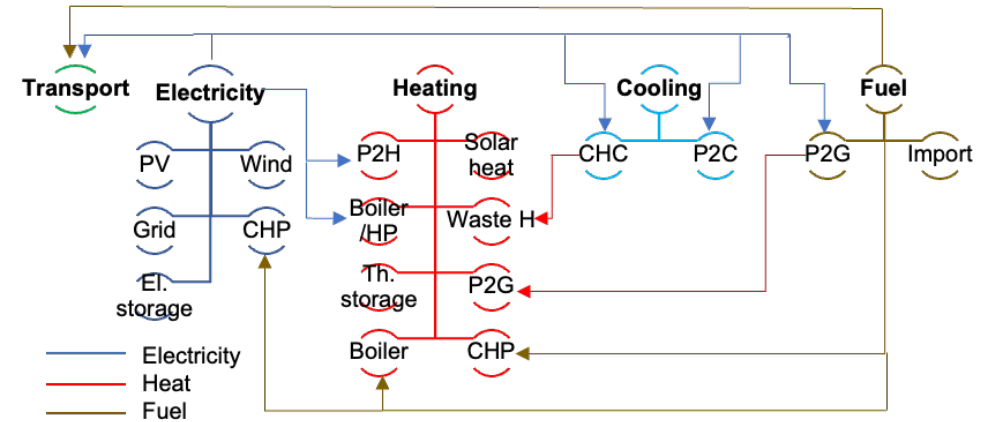 Transport
Electricity
Heating
Cooling
Fuel
PV
Wind
P2H
Solar
heat
CHC
P2C
P2G
Import
Grid
CHP
Boiler
/HP
Waste H
El.
storage
Th.
storage
P2G
Boiler
CHP
Electricity
Heat
Fuel